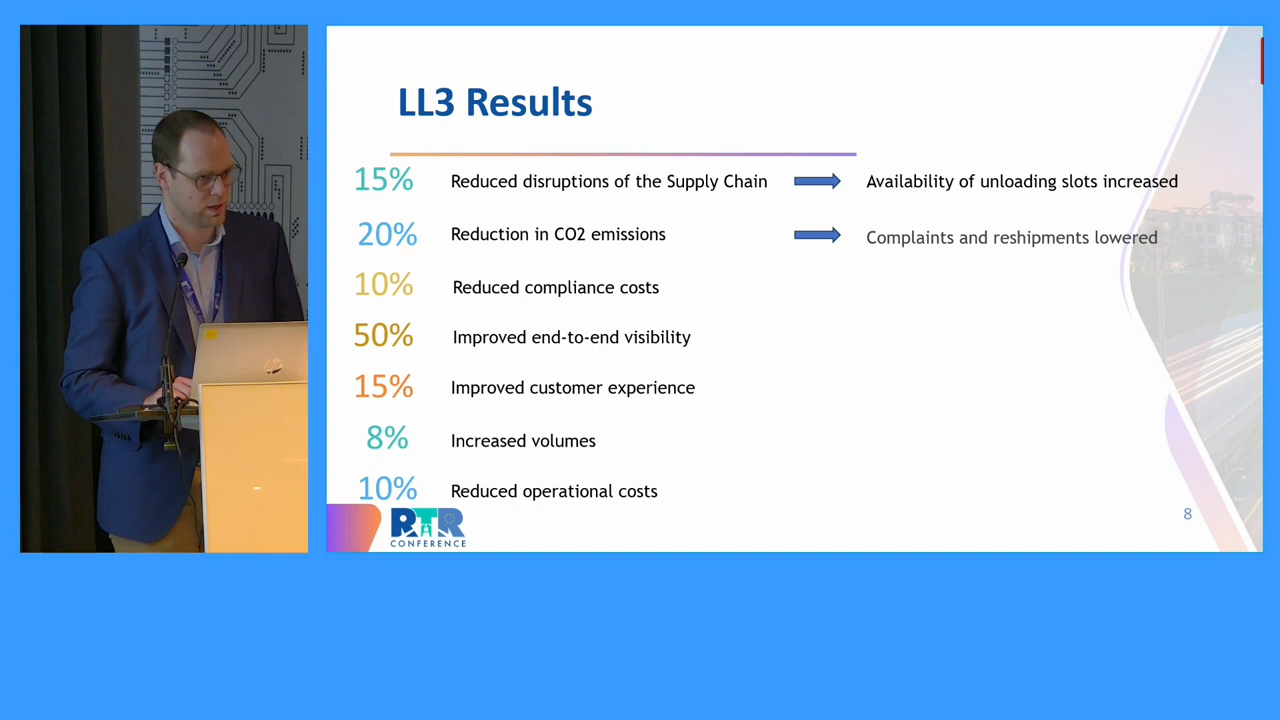 LL3 Results
15% Reduced disruptions of the Supply Chain Availability of unloading slots increased
20% Reduction in CO2 emissions Complaints and reshipments lowered
10% Reduced compliance costs
50% Improved end-to-end visibility
15% Improved customer experience
8% Increased volumes
10% Reduced operational costs
RTR
CONFERENCE
8